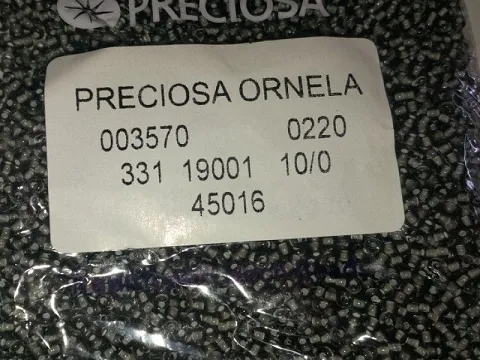 PRECIOSA
PRECIOSA ORNELA
003570 0220
331 19001 10/0
45016